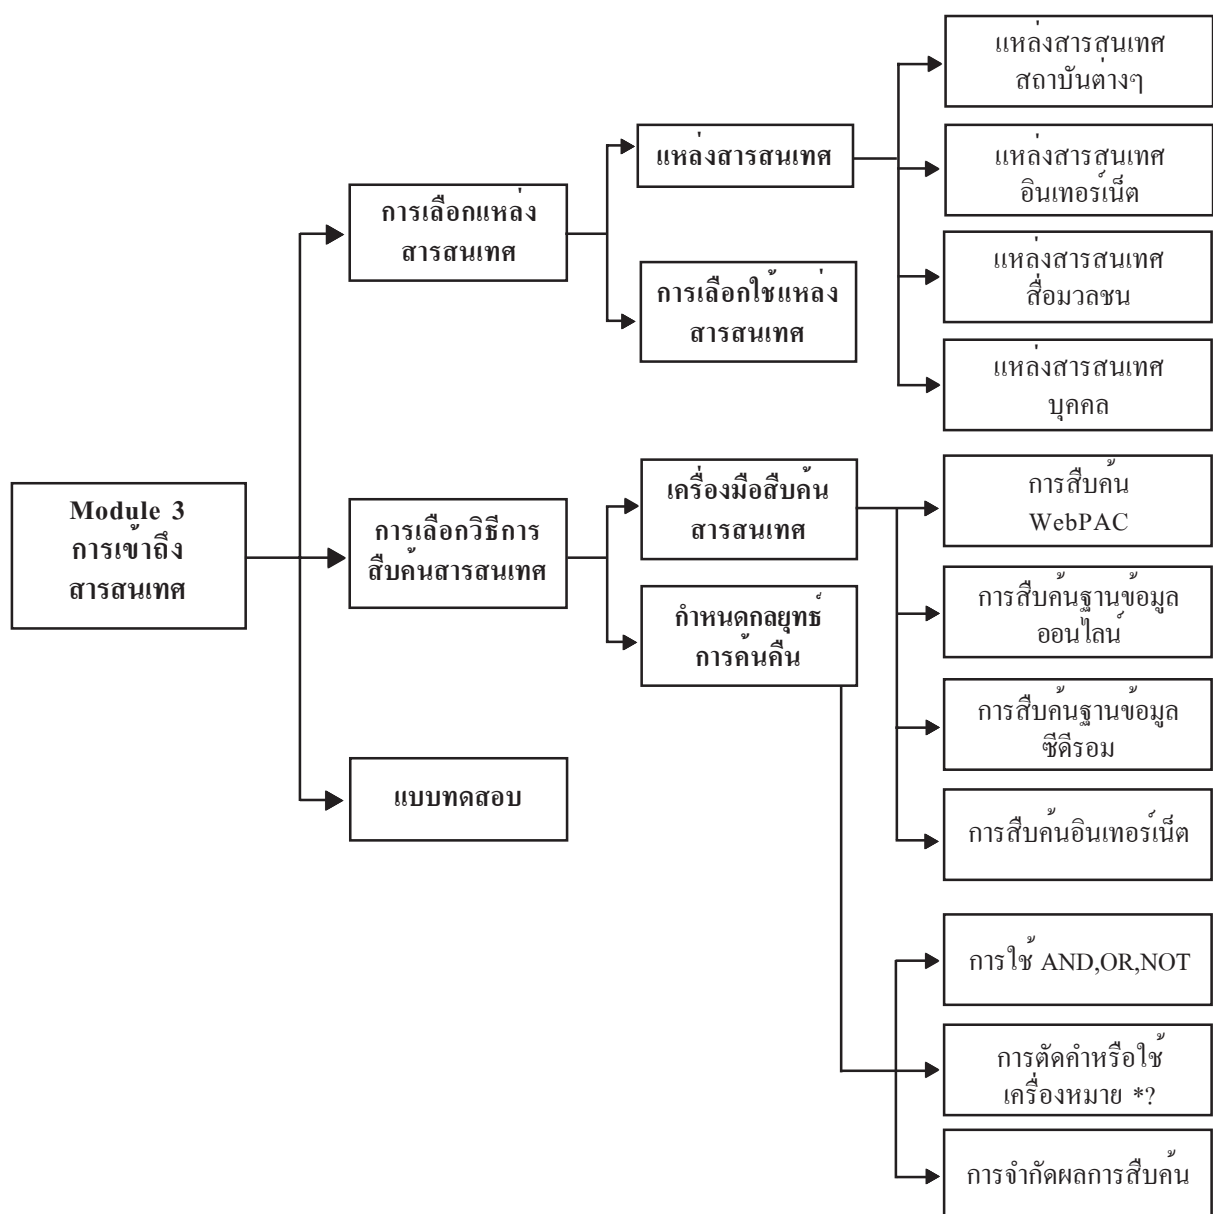 แหล่งสารสนเทศ
สถาบันต่างๆ
แหล่งสารสนเทศ
แหล่งสารสนเทศ
อินเทอร์เน็ต
การเลือกแหล่ง
สารสนเทศ
แหล่งสารสนเทศ
สื่อมวลชน
การเลือกใช้แหล่ง
สารสนเทศ
แหล่งสารสนเทศ
บุคคล
Module 3
การเข้าถึง
สารสนเทศ
การเลือกวิธีการ
สืบค้นสารสนเทศ
เครื่องมือสืบค้น
สารสนเทศ
การสืบค้น
WebPAC
กำหนดกลยุทธ์
การค้นคืน
การสืบค้นฐานข้อมูล
ออนไลน์
การสืบค้นฐานข้อมูล
ซีดีรอม
แบบทดสอบ
การสืบค้นอินเทอร์เน็ต
การใช้ AND,OR,NOT
การตัดคำหรือใช้
เครื่องหมาย *?
การจำกัดผลการสืบค้น